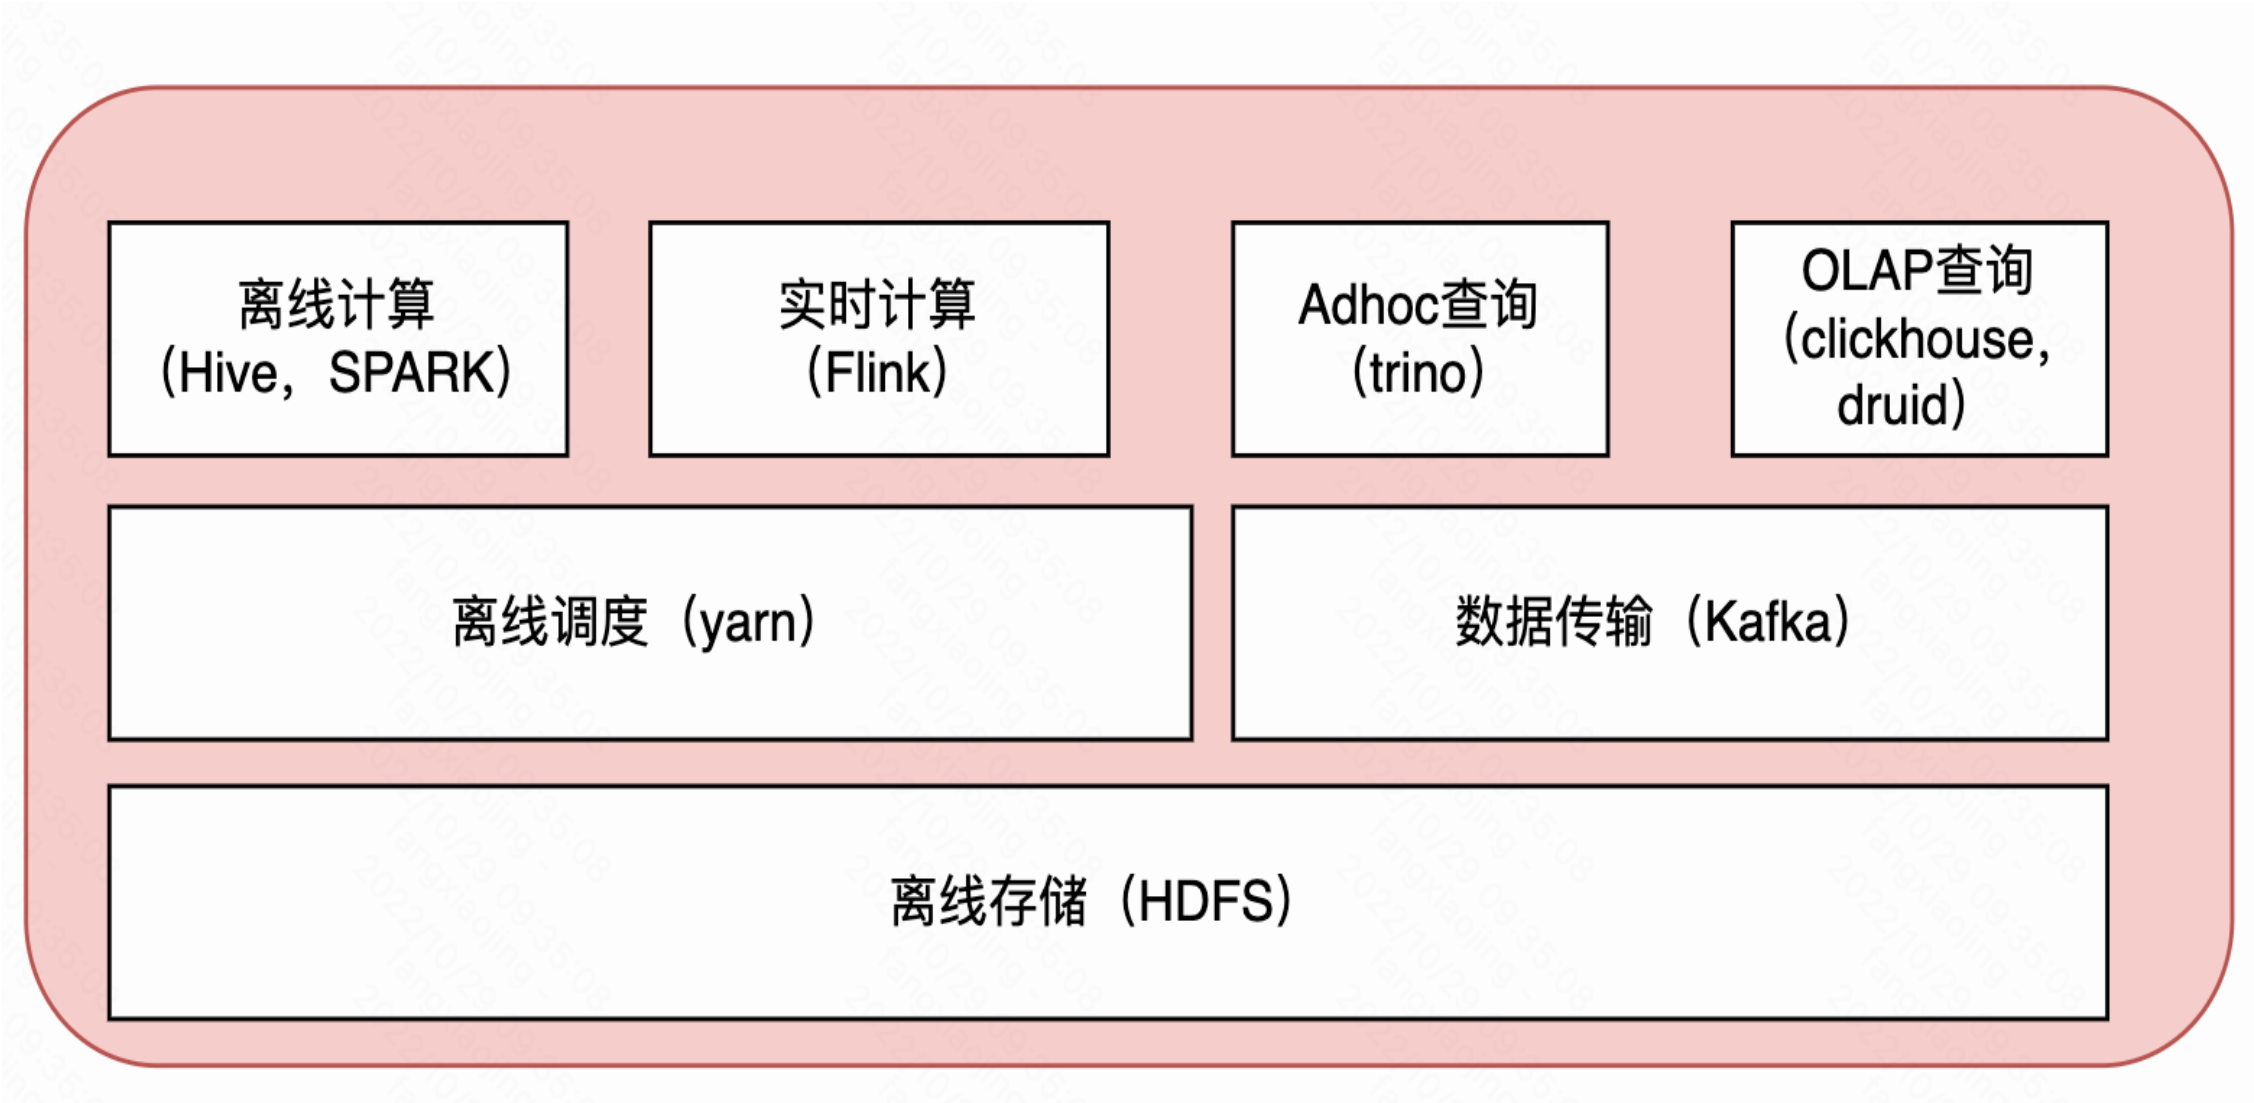 离线计算
(Hive，SPARK)
实时计算
(Flink)
Adhoc查询
(trino)
OLAP查询
(clickhouse,
druid)
离线调度（yarn）
数据传输（Kafka）
离线存储（HDFS）